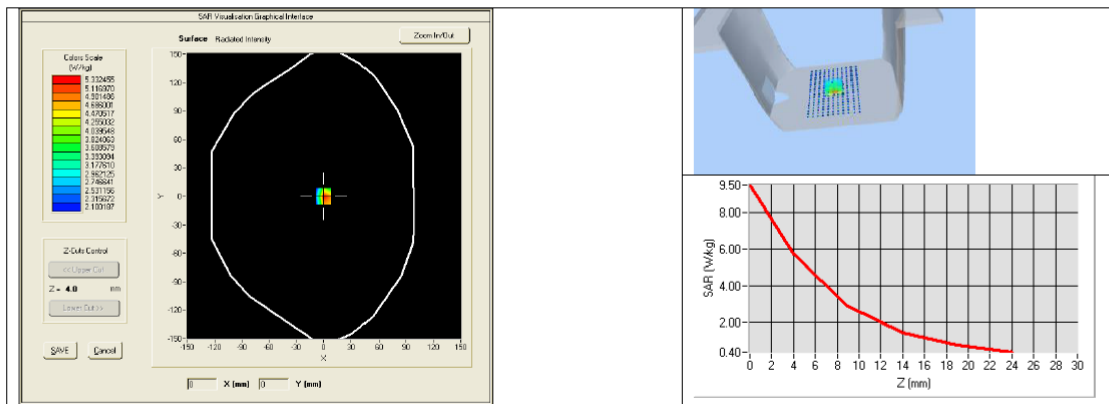 SAR Visualisation Graphical Interface
Surface Radiated Intensity
Zoom In/Out
Colors Scale
(W/kg)
5.332455
5.116970
4.901486
4.686001
4.470517
4.255032
4.039548
3.824063
3.608579
3.393094
3.177610
2.962125
2.746641
2.531156
2.315672
2.100187
Z-Cuts Control
<< Upper Cut
Z = 4.0 mm
Lower Cut >>
SAVE Cancel
150-
120-
90-
60-
30-
Y 0-
-30-
-60-
-90-
-120-
-150-
-150 -120 -90 -60 -30 0 30 60 90 120 150
X
0 X (mm) 0 Y (mm)
9.50
8.00
6.00
4.00
2.00
0.40
SAR (W/kg)
0 2 4 6 8 10 12 14 16 18 20 22 24 26 28 30
Z (mm)